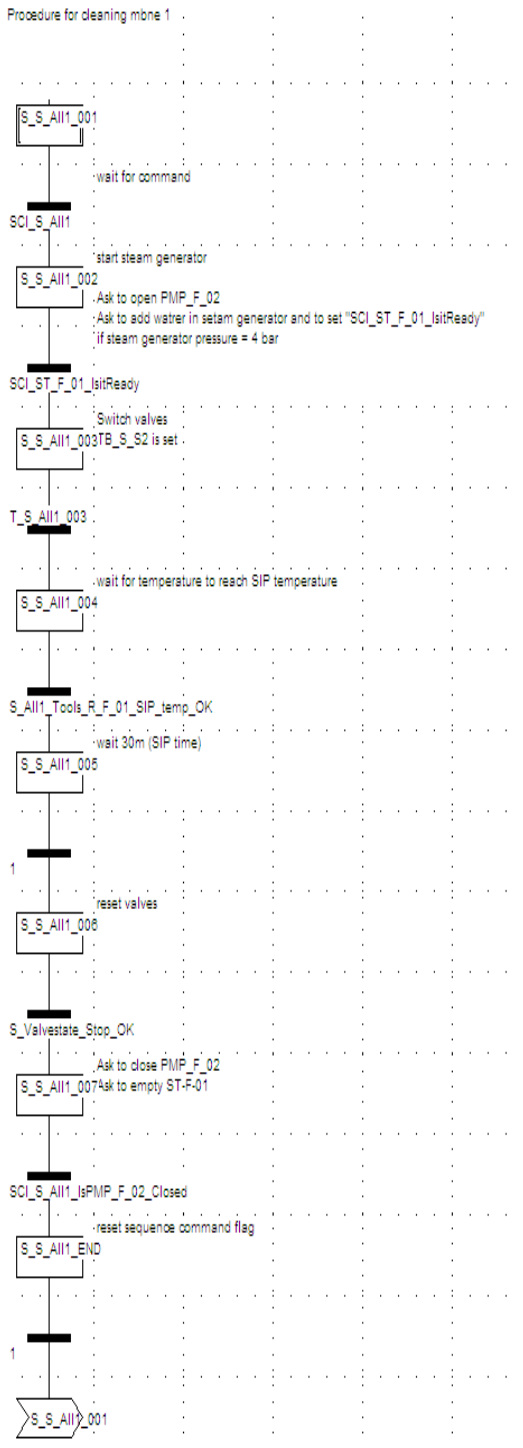 Procedure for cleaning mbne 1
S_S_All1_001
wait for command
SCI_S_All1
start steam generator
S_S_All1_002
Ask to open PMP_F_02
Ask to add watrer in setam generator and to set "SCI_ST_F_01_IsitReady"
if steam generator pressure = 4 bar
SCI_ST_F_01_IsitReady
Switch valves
S_S_All1_003
TB_S_S2 is set
T_S_All1_003
wait for temperature to reach SIP temperature
S_S_All1_004
S_All1_Tools_R_F_01_SIP_temp_OK
wait 30m (SIP time)
S_S_All1_005
1
reset valves
S_S_All1_006
S_Valvestate_Stop_OK
Ask to close PMP_F_02
S_S_All1_007
Ask to empty ST-F-01
SCI_S_All1_IsPMP_F_02_Closed
reset sequence command flag
S_S_All1_END
1
S_S_All1_001